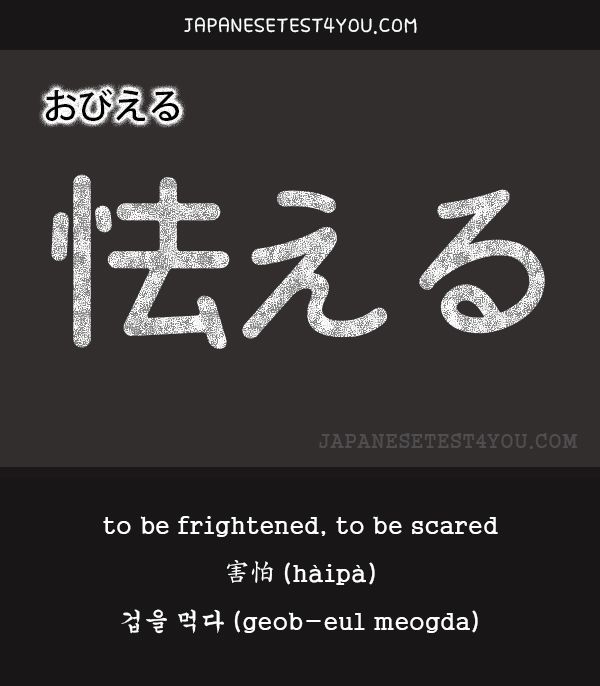 JAPANESETEST4YOU.COM
おびえる
怯える
JAPANESETEST4YOU.COM
to be frightened, to be scared
害怕 (hàipà)
겁을 먹다 (geob-eul meogda)